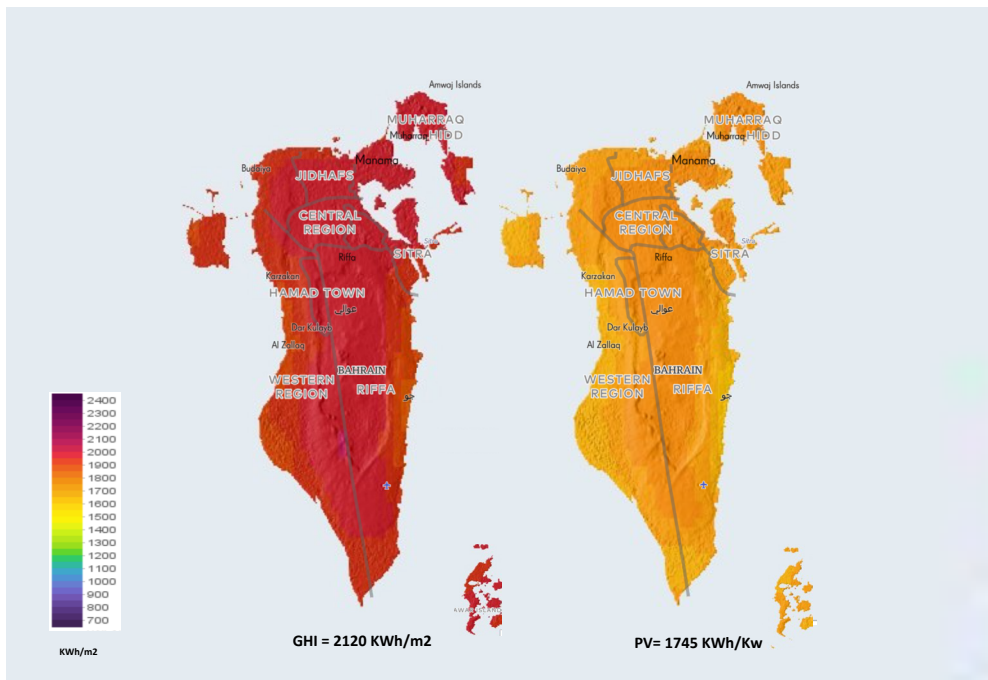 Amwaj Islands
MUHARRAQ
Muharraq HIDD
Manama
Budaiya
JIDHAFS
CENTRAL
REGION
Sitra
SITRA
Riffa
Karzakan
HAMAD TOWN
عوالي
Dar Kulayb
Al Zallaq
BAHRAIN
WESTERN
REGION
RIFFA
جو
GHI = 2120 KWh/m2
Amwaj Islands
MUHARRAQ
Muharraq HIDD
Manama
Budaiya
JIDHAFS
CENTRAL
REGION
Sitra
SITRA
Riffa
Karzakan
HAMAD TOWN
عوالي
Dar Kulayb
Al Zallaq
BAHRAIN
WESTERN
REGION
RIFFA
جو
PV= 1745 KWh/Kw
2400
2300
2200
2100
2000
1900
1800
1700
1600
1500
1400
1300
1200
1100
1000
900
800
700
KWh/m2